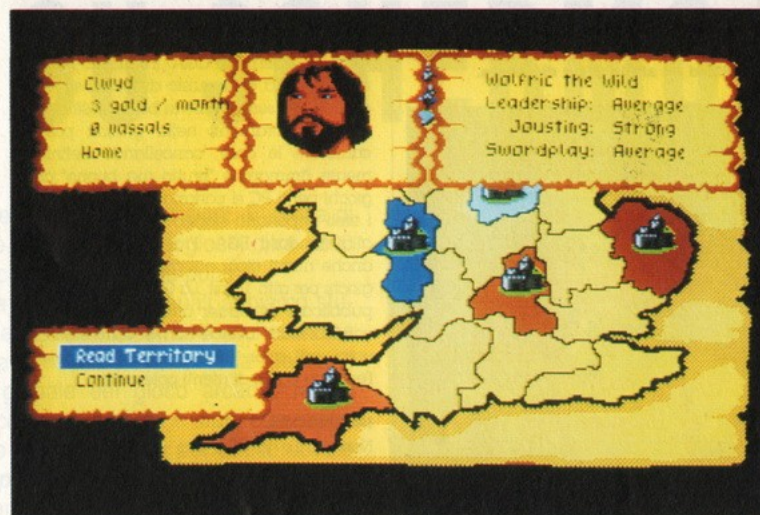 Clwyd
3 gold / month
0 vassals
Home
Wolfric the Wild
Leadership: Average
Jousting: Strong
Swordplay: Average
Read Territory
Continue